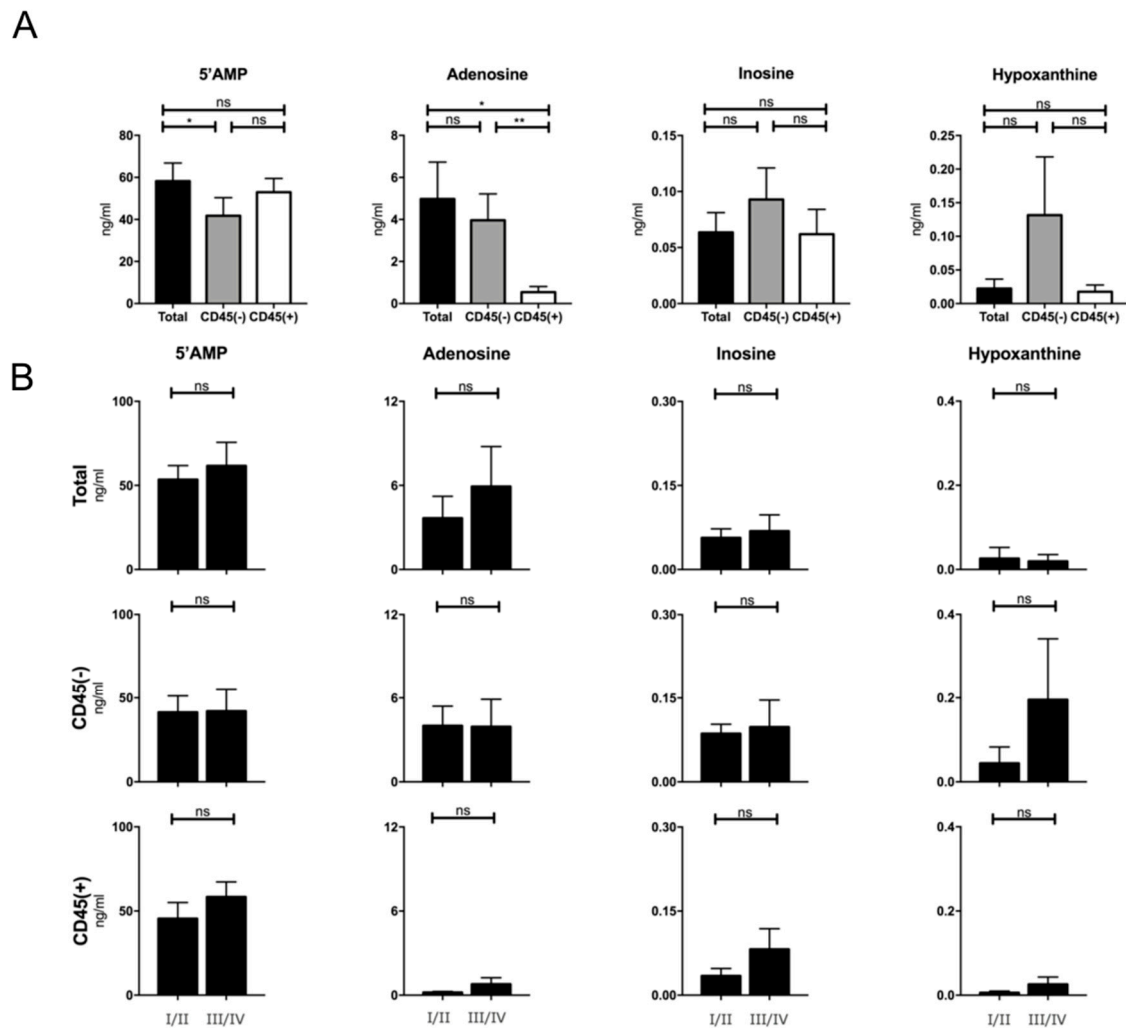 A
5'AMP
Adenosine
Inosine
Hypoxanthine
ns
* ns
ng/ml
80
60
40
20
0
Total CD45(-) CD45(+)
*
ns **
ng/ml
8
6
4
2
0
Total CD45(-) CD45(+)
ns
ns ns
ng/ml
0.15
0.10
0.05
0.00
Total CD45(-) CD45(+)
ns
ns ns
ng/ml
0.25
0.20
0.15
0.10
0.05
0.00
Total CD45(-) CD45(+)
B
5'AMP
Adenosine
Inosine
Hypoxanthine
Total
ng/ml
ns
100
50
0
ns
12
6
0
ns
0.30
0.15
0.00
ns
0.4
0.2
0.0
CD45(-)
ng/ml
ns
100
50
0
ns
12
6
0
ns
0.30
0.15
0.00
ns
0.4
0.2
0.0
CD45(+)
ng/ml
ns
100
50
0
I/II III/IV
ns
12
6
0
I/II III/IV
ns
0.30
0.15
0.00
I/II III/IV
ns
0.4
0.2
0.0
I/II III/IV